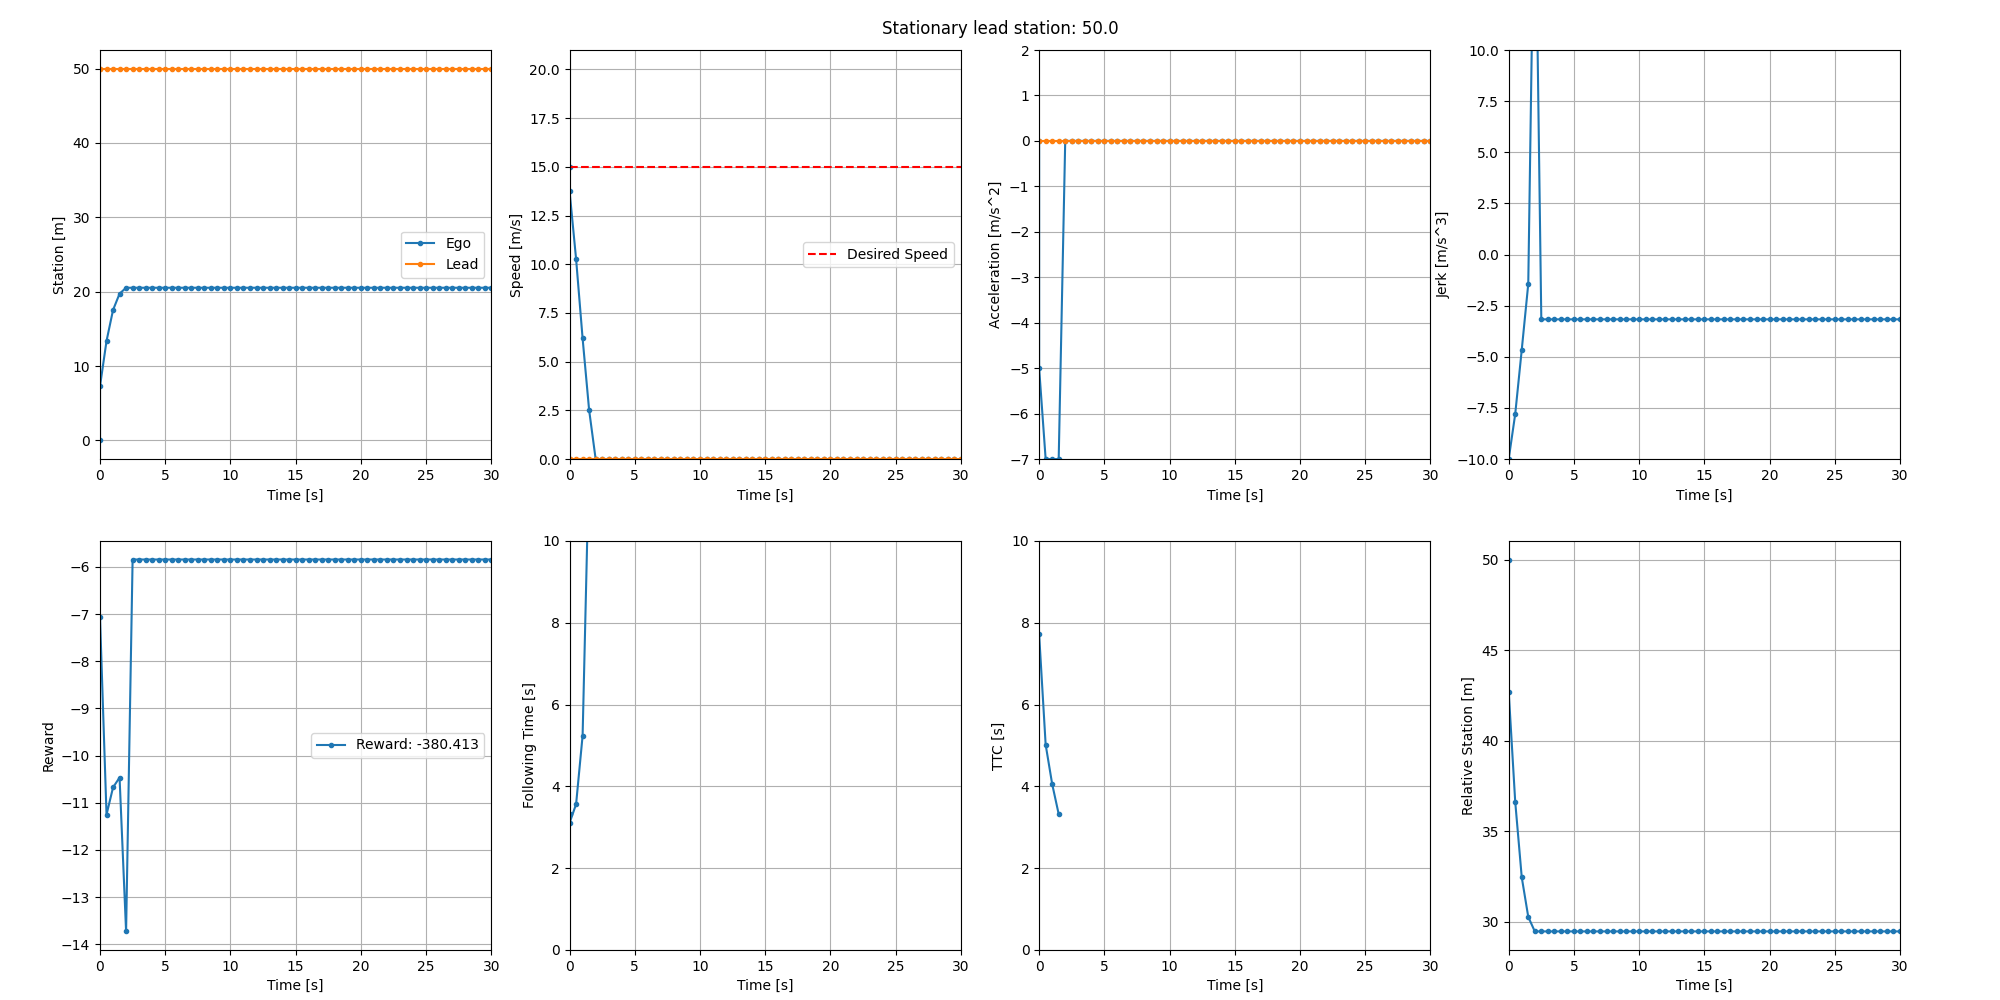 Stationary lead station: 50.0
Station [m]
50
40
30
20
10
0
Ego
Lead
0 5 10 15 20 25 30
Time [s]
Speed [m/s]
20.0
17.5
15.0
12.5
10.0
7.5
5.0
2.5
0.0
Desired Speed
0 5 10 15 20 25 30
Time [s]
Acceleration [m/s^2]
2
1
0
−1
−2
−3
−4
−5
−6
−7
0 5 10 15 20 25 30
Time [s]
Jerk [m/s^3]
10.0
7.5
5.0
2.5
0.0
−2.5
−5.0
−7.5
−10.0
0 5 10 15 20 25 30
Time [s]
Reward
−6
−7
−8
−9
−10
−11
−12
−13
−14
Reward: -380.413
0 5 10 15 20 25 30
Time [s]
Following Time [s]
10
8
6
4
2
0
0 5 10 15 20 25 30
Time [s]
TTC [s]
10
8
6
4
2
0
0 5 10 15 20 25 30
Time [s]
Relative Station [m]
50
45
40
35
30
0 5 10 15 20 25 30
Time [s]